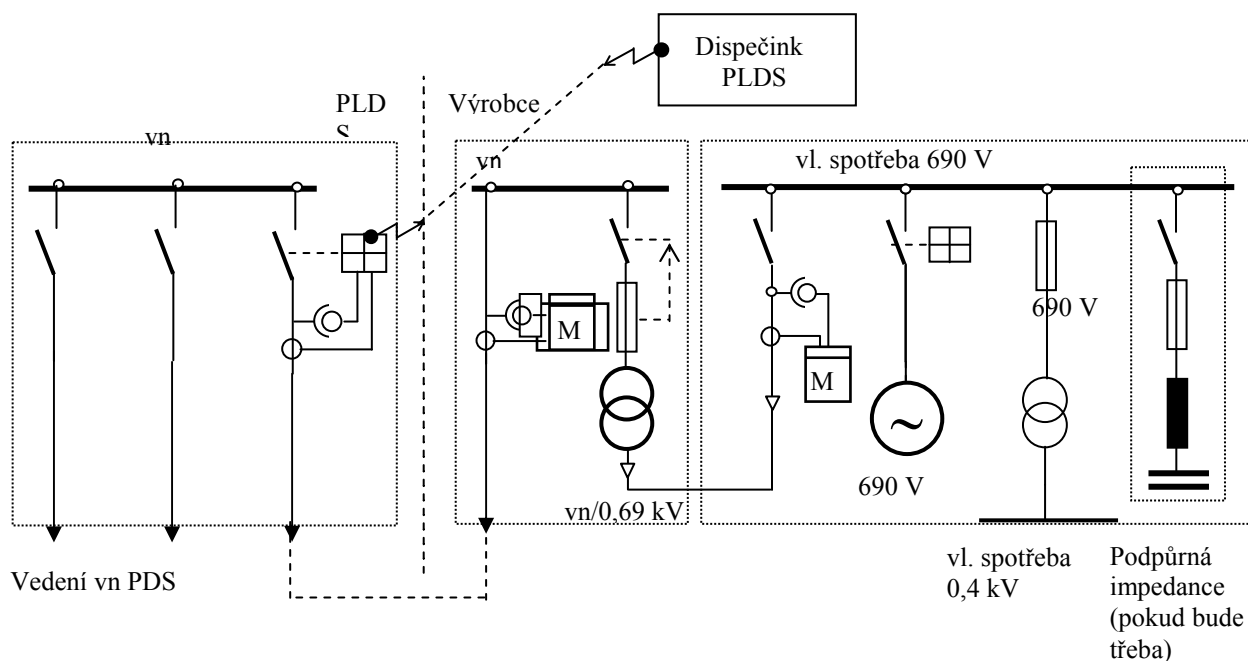 Dispečink
PLDS
PLD
S
Výrobce
vn
vn
vl. spotřeba 690 V
M
M
690 V
690 V
vn/0,69 kV
Vedení vn PDS
vl. spotřeba
0,4 kV
Podpůrná
impedance
(pokud bude
třeba)